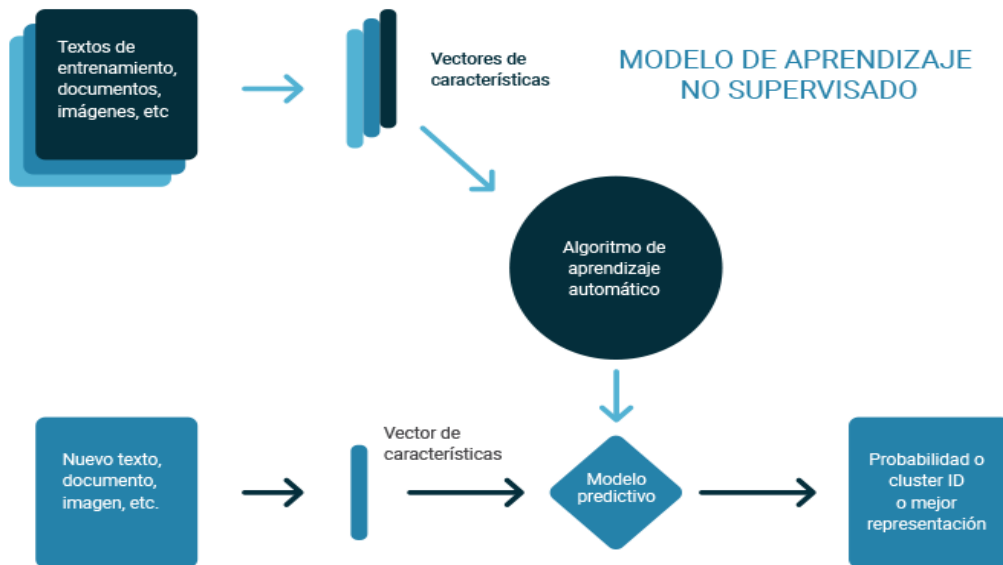 Textos de
entrenamiento,
documentos,
imágenes, etc
Vectores de
características
MODELO DE APRENDIZAJE
NO SUPERVISADO
Algoritmo de
aprendizaje
automático
Nuevo texto,
documento,
imagen, etc.
Vector de
características
Modelo
predictivo
Probabilidad o
cluster ID
o mejor
representación